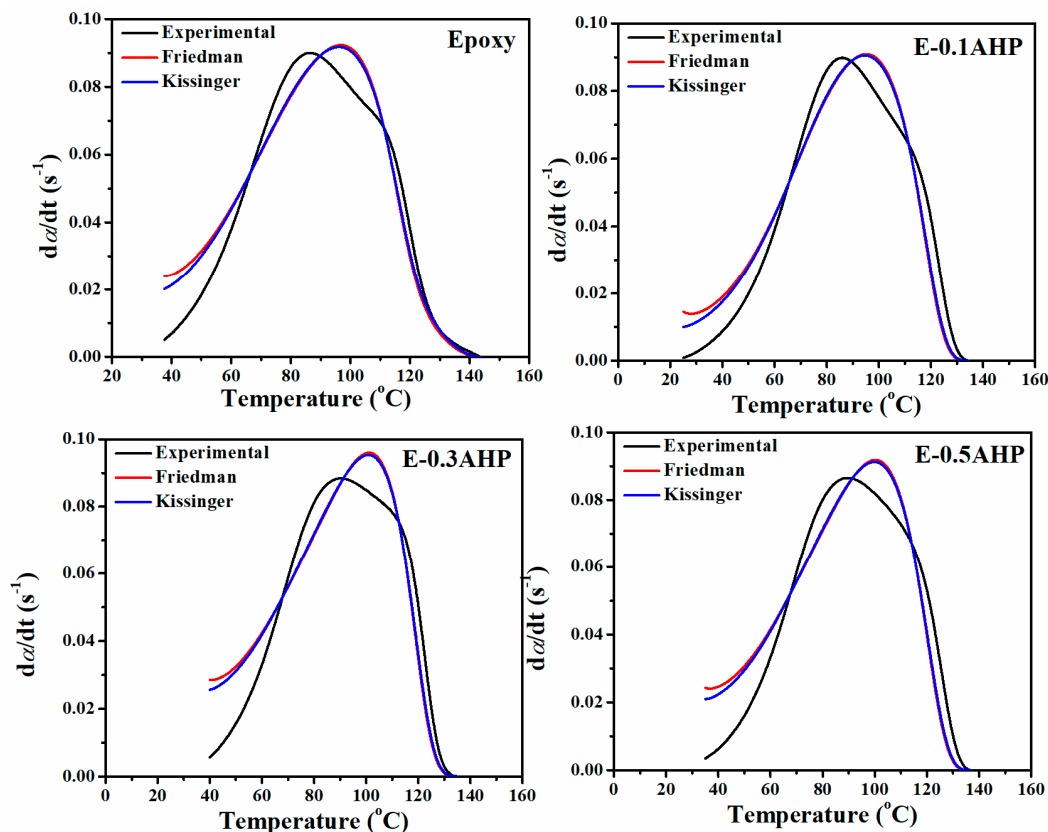 Experimental
Friedman
Kissinger
Epoxy
dα/dt (s⁻¹)
0.10
0.08
0.06
0.04
0.02
0.00
20 40 60 80 100 120 140 160
Temperature (°C)
Experimental
Friedman
Kissinger
E-0.1AHP
dα/dt (s⁻¹)
0.10
0.08
0.06
0.04
0.02
0.00
0 20 40 60 80 100 120 140 160
Temperature (°C)
Experimental
Friedman
Kissinger
E-0.3AHP
dα/dt (s⁻¹)
0.10
0.08
0.06
0.04
0.02
0.00
0 20 40 60 80 100 120 140 160
Temperature (°C)
Experimental
Friedman
Kissinger
E-0.5AHP
dα/dt (s⁻¹)
0.10
0.08
0.06
0.04
0.02
0.00
0 20 40 60 80 100 120 140 160
Temperature (°C)